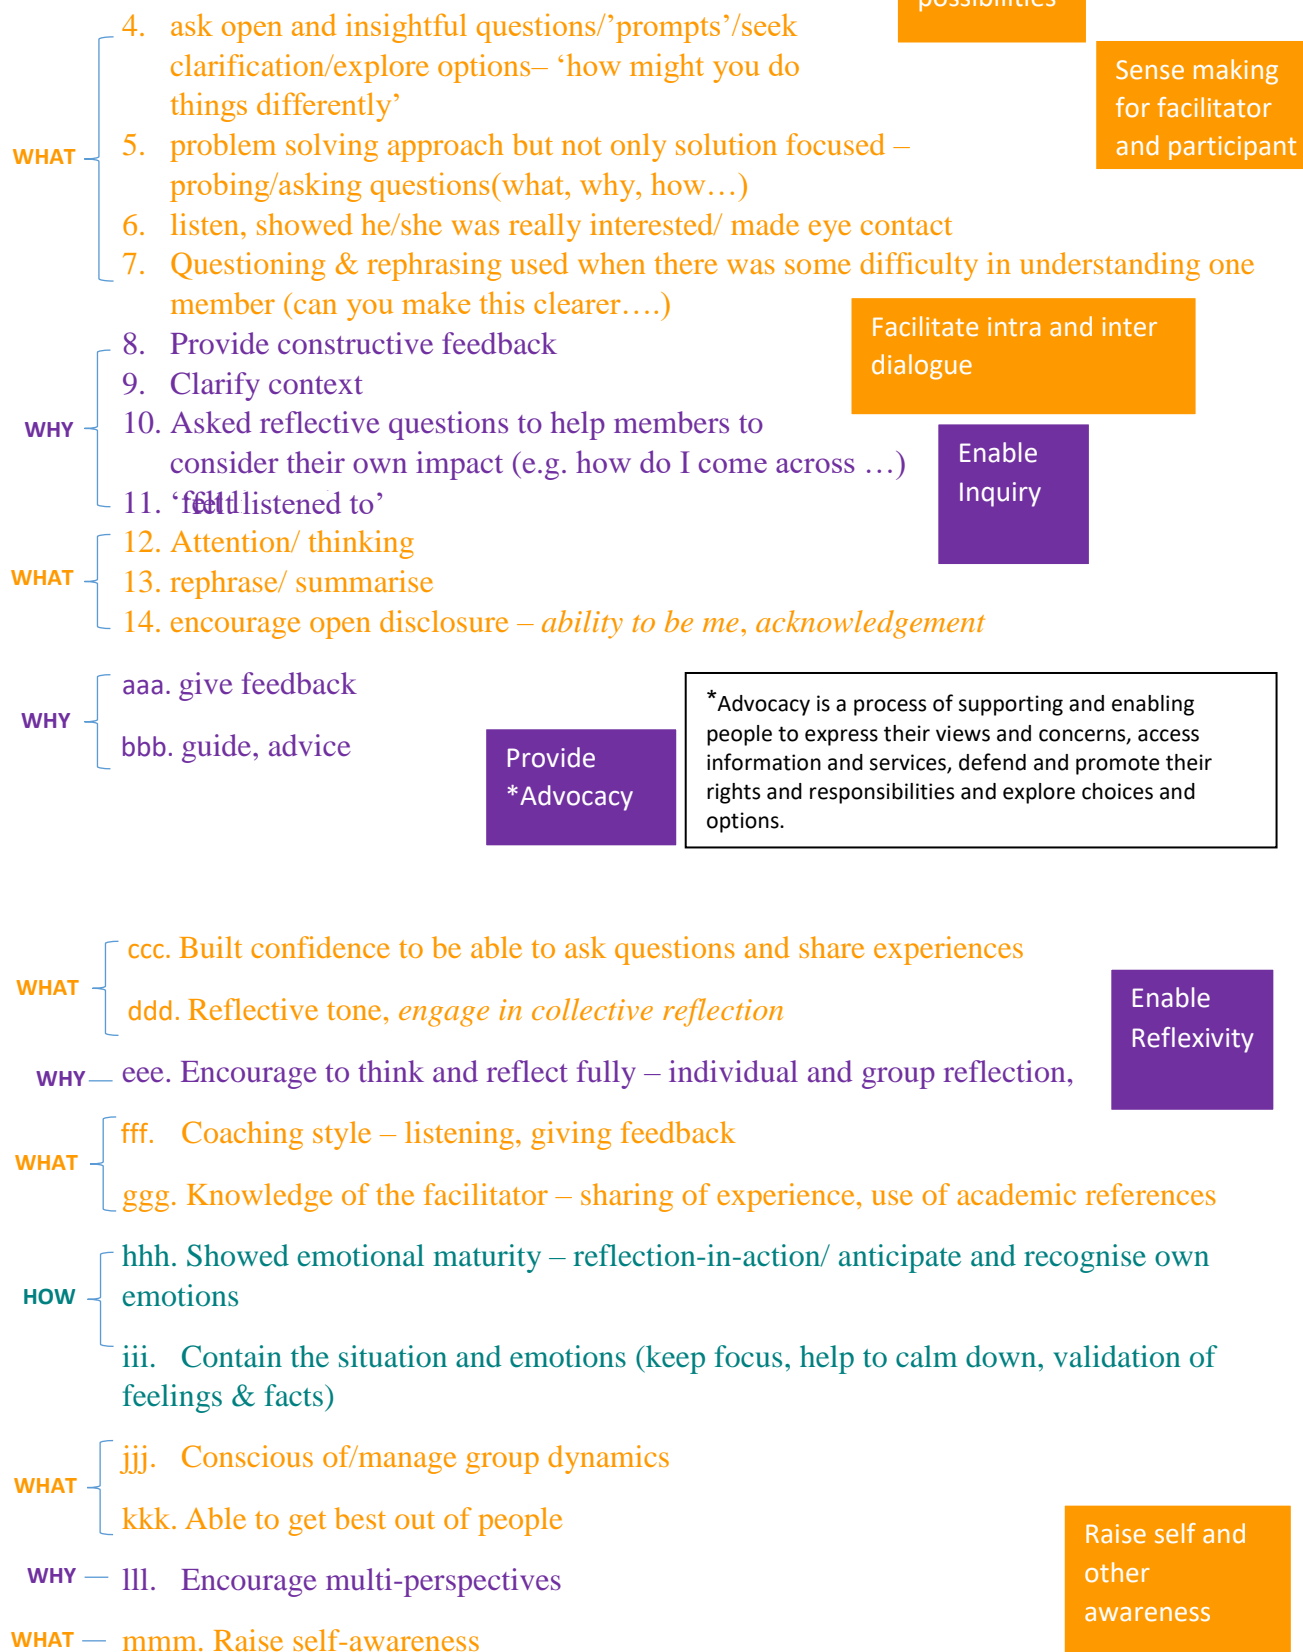 possibilities
4. ask open and insightful questions/’prompts’/seek
clarification/explore options– ‘how might you do
things differently’
Sense making
for facilitator
and participant
WHAT
5. problem solving approach but not only solution focused –
probing/asking questions(what, why, how…)
6. listen, showed he/she was really interested/ made eye contact
7. Questioning & rephrasing used when there was some difficulty in understanding one
member (can you make this clearer….)
Facilitate intra and inter
dialogue
8. Provide constructive feedback
9. Clarify context
WHY
10. Asked reflective questions to help members to
consider their own impact (e.g. how do I come across …)
Enable
Inquiry
11. ‘felt listened to’
12. Attention/ thinking
WHAT
13. rephrase/ summarise
14. encourage open disclosure – ability to be me, acknowledgement
aaa. give feedback
WHY
bbb. guide, advice
Provide
*Advocacy
*Advocacy is a process of supporting and enabling
people to express their views and concerns, access
information and services, defend and promote their
rights and responsibilities and explore choices and
options.
ccc. Built confidence to be able to ask questions and share experiences
WHAT
ddd. Reflective tone, engage in collective reflection
Enable
Reflexivity
WHY
eee. Encourage to think and reflect fully – individual and group reflection,
fff. Coaching style – listening, giving feedback
WHAT
ggg. Knowledge of the facilitator – sharing of experience, use of academic references
hhh. Showed emotional maturity – reflection-in-action/ anticipate and recognise own
emotions
HOW
iii. Contain the situation and emotions (keep focus, help to calm down, validation of
feelings & facts)
jjj. Conscious of/manage group dynamics
WHAT
kkk. Able to get best out of people
Raise self and
other
awareness
WHY
lll. Encourage multi-perspectives
WHAT
mmm. Raise self-awareness